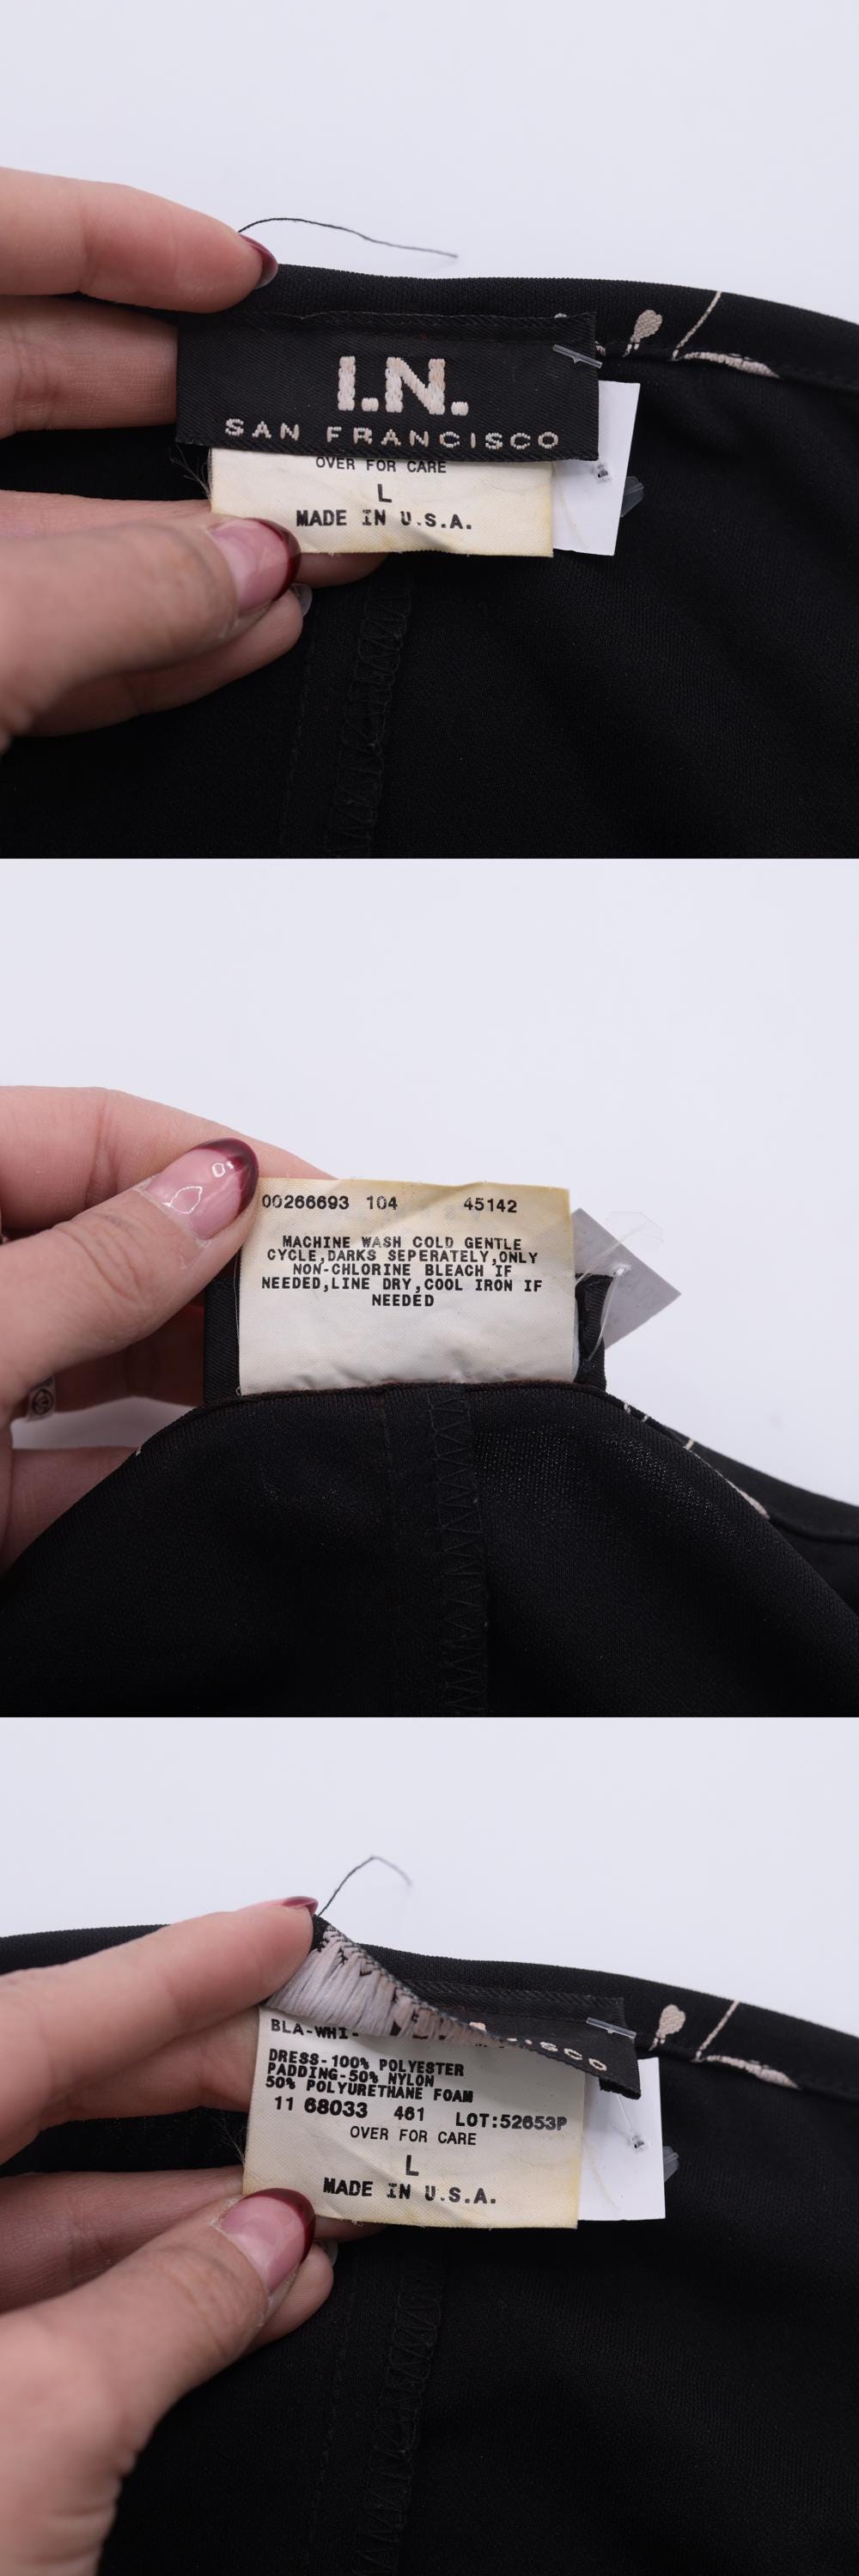 I.N.
SAN FRANCISCO
OVER FOR CARE
L
MADE IN U.S.A.
00266693 104 45142
MACHINE WASH COLD GENTLE
CYCLE,DARKS SEPERATELY,ONLY
NON-CHLORINE BLEACH IF
NEEDED,LINE DRY,COOL IRON IF
NEEDED
ISCO
BLA-WHI-
DRESS-100% POLYESTER
PADDING-50% NYLON
50% POLYURETHANE FOAM
11 68033 461 LOT:52653P
OVER FOR CARE
L
MADE IN U.S.A.